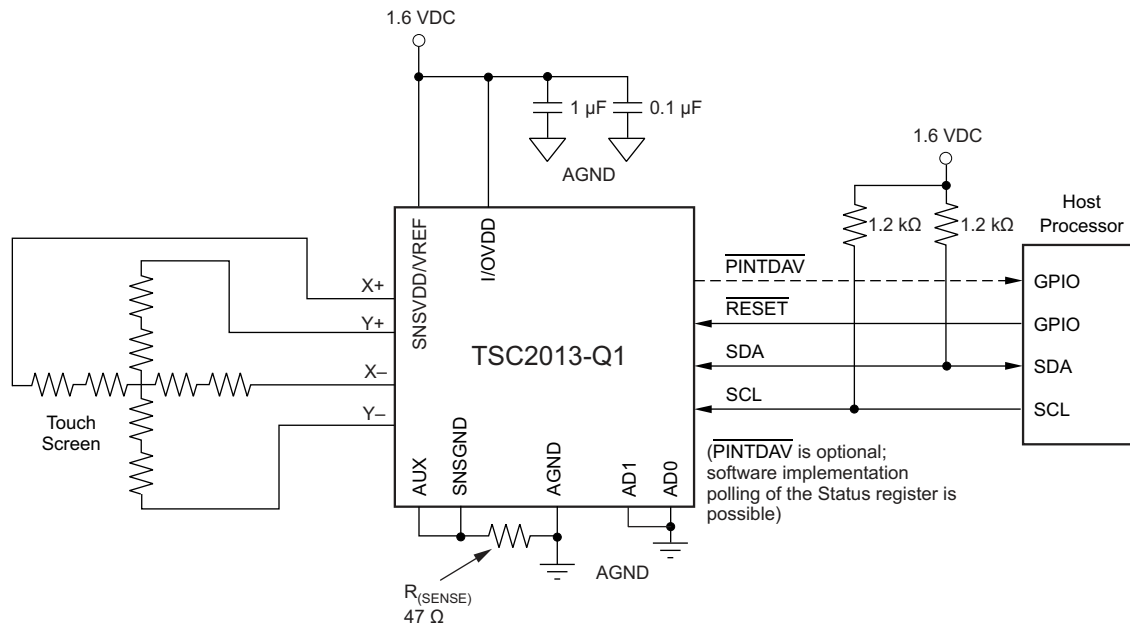 1.6 VDC
1 µF
0.1 µF
AGND
1.6 VDC
1.2 kΩ
1.2 kΩ
Host
Processor
SNSVDD/VREF
I/OVDD
X+
Y+
X–
Y–
Touch
Screen
TSC2013-Q1
PINTDAV
GPIO
RESET
GPIO
SDA
SDA
SCL
SCL
(PINTDAV is optional;
software implementation
polling of the Status register is
possible)
AUX
SNSGND
AGND
AD1
AD0
AGND
R(SENSE)
47 Ω